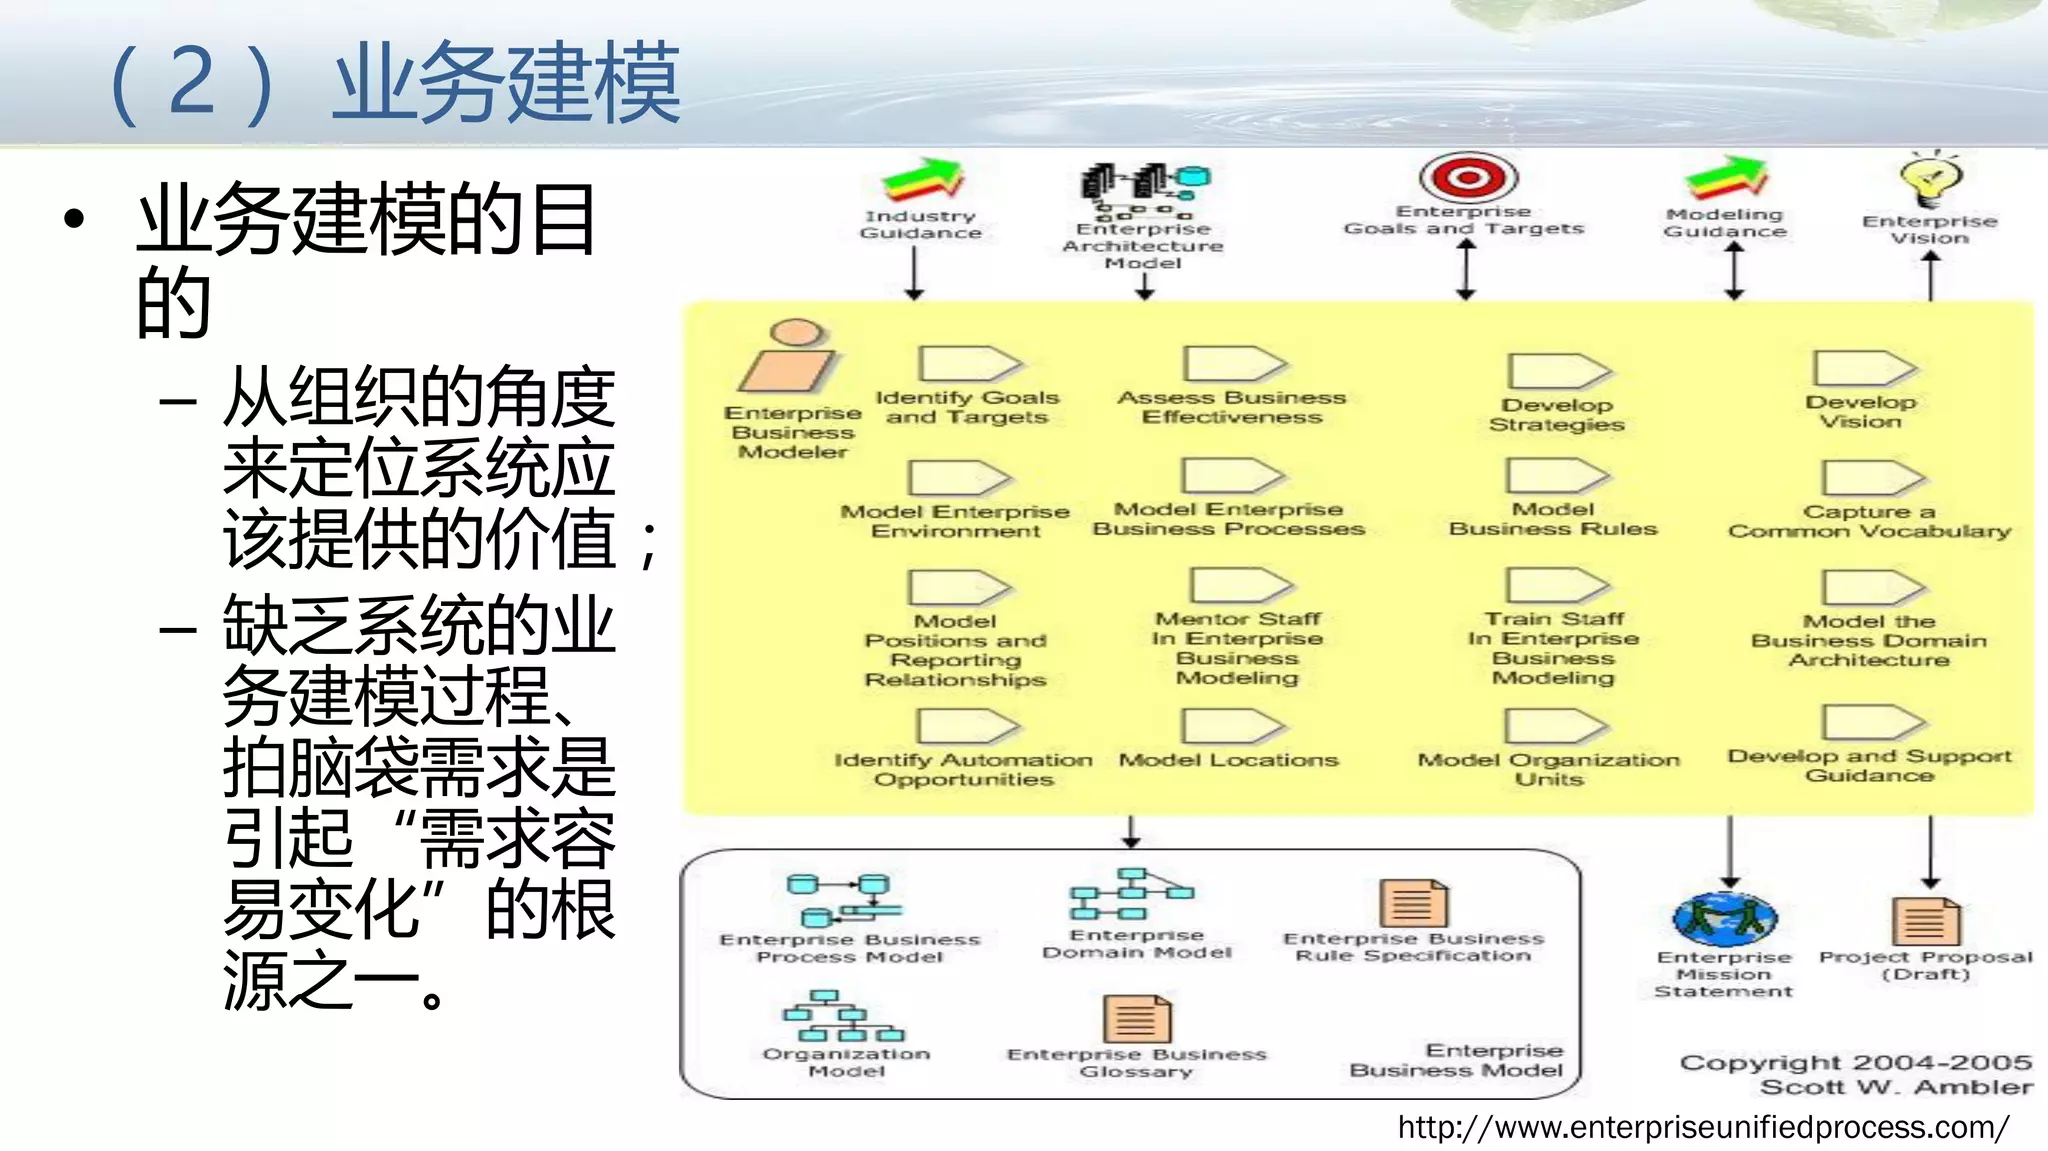 （2）业务建模
• 业务建模的目
的
– 从组织的角度
来定位系统应
该提供的价值；
– 缺乏系统的业
务建模过程、
拍脑袋需求是
引起“需求容
易变化”的根
源之一。
Industry
Guidance
Enterprise
Architecture
Model
Enterprise
Goals and Targets
Modeling
Guidance
Enterprise
Vision
Enterprise
Business
Modeler
Identify Goals
and Targets
Assess Business
Effectiveness
Develop
Strategies
Develop
Vision
Model Enterprise
Environment
Model Enterprise
Business Processes
Model
Business Rules
Capture a
Common Vocabulary
Model
Positions and
Reporting
Relationships
Mentor Staff
In Enterprise
Business
Modeling
Train Staff
In Enterprise
Business
Modeling
Model the
Business Domain
Architecture
Identify Automation
Opportunities
Model Locations
Model Organization
Units
Develop and Support
Guidance
Enterprise Business
Process Model
Enterprise
Domain Model
Enterprise Business
Rule Specification
Organization
Model
Enterprise Business
Glossary
Enterprise
Business Model
Enterprise
Mission
Statement
Project Proposal
(Draft)
Copyright 2004-2005
Scott W. Ambler
http://www.enterpriseunifiedprocess.com/